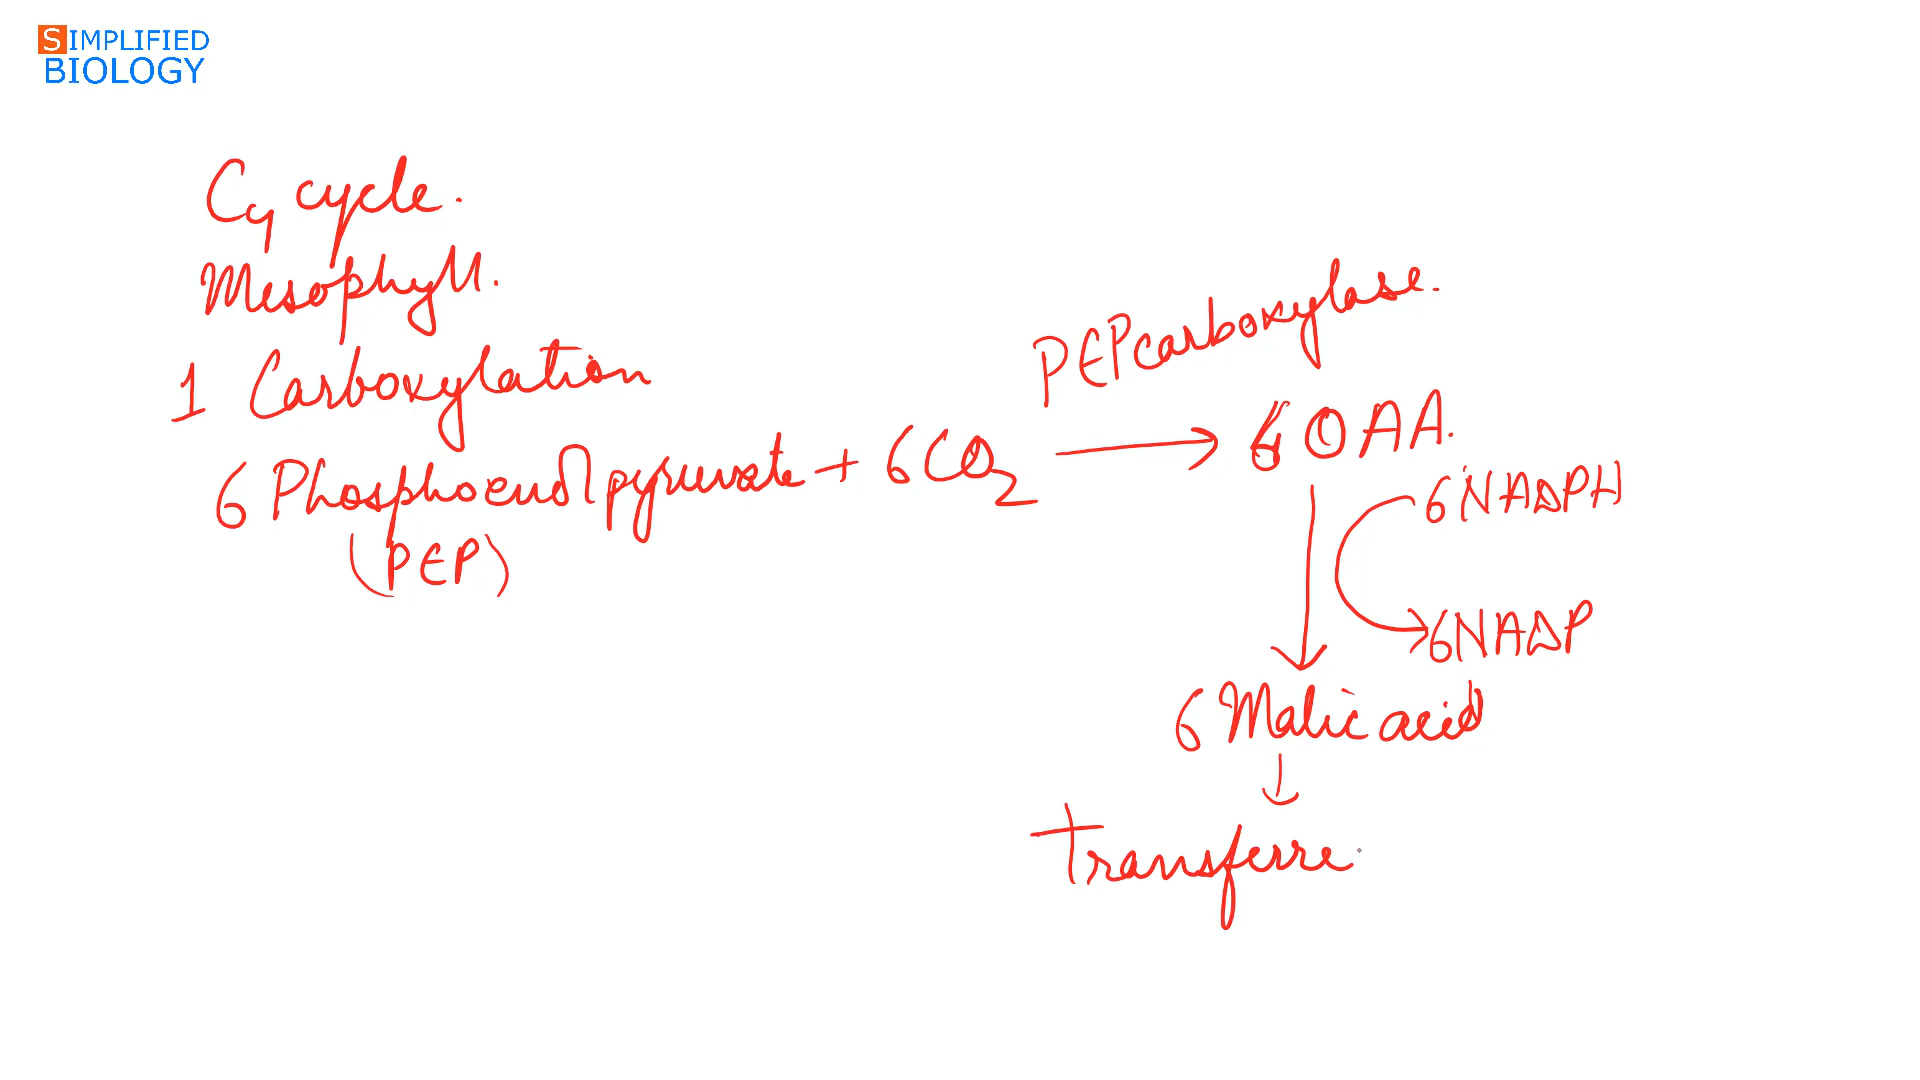 SIMPLIFIED
BIOLOGY
C4 cycle.
Mesophyll.
1 Carboxylation
PEPcarboxylase.
6 Phosphoenolpyruvate + 6CO2 → 6 OAA.
(PEP)
6NADPH
6NADP
6 Malic acid
Transferre